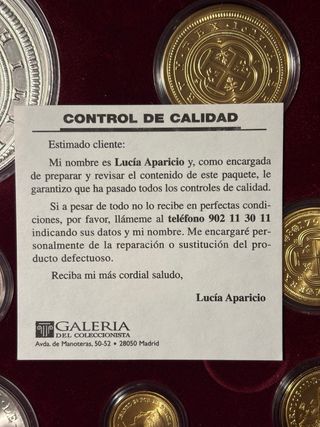 CONTROL DE CALIDAD
Estimado cliente:
Mi nombre es Lucía Aparicio y, como encargada
de preparar y revisar el contenido de este paquete, le
garantizo que ha pasado todos los controles de calidad.
Si a pesar de todo no lo recibe en perfectas condi-
ciones, por favor, llámeme al teléfono 902 11 30 11
indicando sus datos y mi nombre. Me encargaré per-
sonalmente de la reparación o sustitución del pro-
ducto defectuoso.
Reciba mi más cordial saludo,
Lucía Aparicio
GALERIA
DEL COLECCIONISTA
Avda. de Manoteras, 50-52 • 28050 Madrid